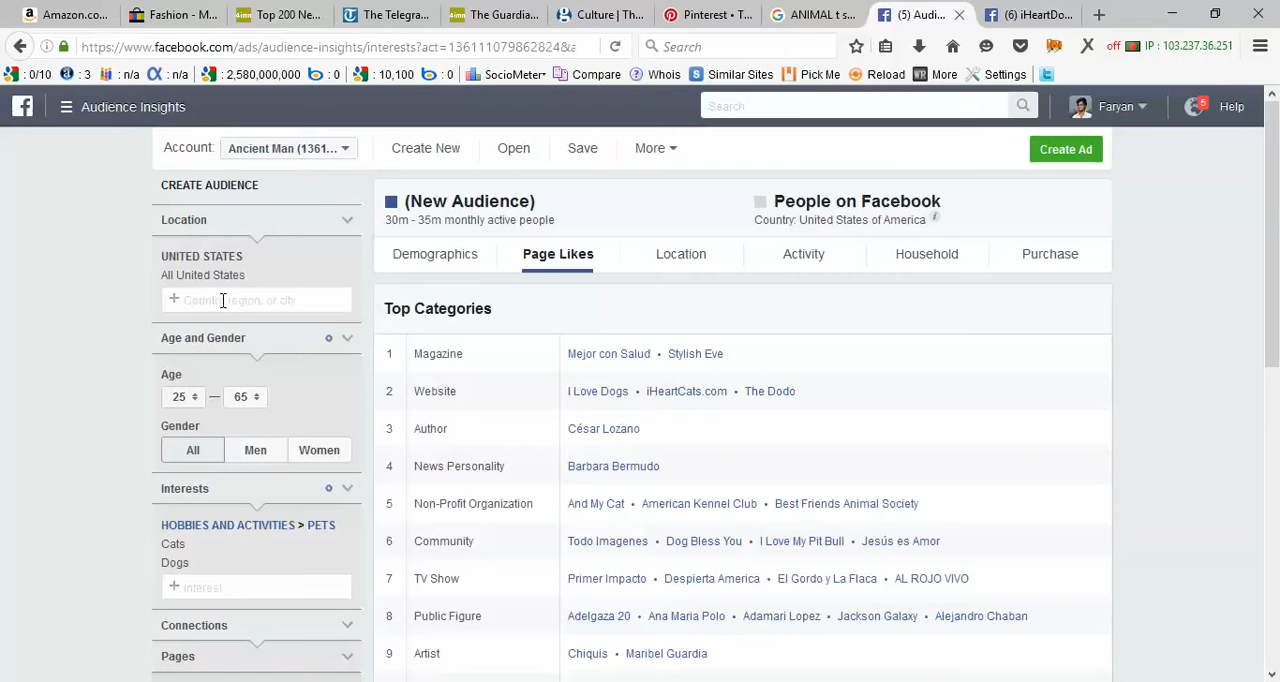 Amazon.co... Fashion - M... Top 200 Ne... The Telegra... The Guardia... Culture | Th... Pinterest • T... ANIMAL t s... (5) Audi... (6) iHeartDo...
https://www.facebook.com/ads/audience-insights/interests?act=136111079862824&a Search off IP : 103.237.36.251
: 0/10 : n/a : n/a : n/a : 2,580,000,000 : 0 : 10,100 : 0 SocioMeter Compare Whois Similar Sites Pick Me Reload More Settings
Audience Insights Search Faryan 5 Help
Account: Ancient Man (1361... Create New Open Save More Create Ad
CREATE AUDIENCE
(New Audience) People on Facebook
30m - 35m monthly active people Country: United States of America
Location
Demographics Page Likes Location Activity Household Purchase
UNITED STATES
All United States
+ Country, region, or city
Top Categories
Age and Gender
1 Magazine Mejor con Salud • Stylish Eve
Age
2 Website I Love Dogs • iHeartCats.com • The Dodo
25 — 65
Gender
3 Author César Lozano
All Men Women
4 News Personality Barbara Bermudo
Interests
5 Non-Profit Organization And My Cat • American Kennel Club • Best Friends Animal Society
HOBBIES AND ACTIVITIES > PETS
Cats
6 Community Todo Imagenes • Dog Bless You • I Love My Pit Bull • Jesús es Amor
Dogs
+ Interest
7 TV Show Primer Impacto • Despierta America • El Gordo y La Flaca • AL ROJO VIVO
Connections
8 Public Figure Adelgaza 20 • Ana Maria Polo • Adamari Lopez • Jackson Galaxy • Alejandro Chaban
Pages
9 Artist Chiquis • Maribel Guardia